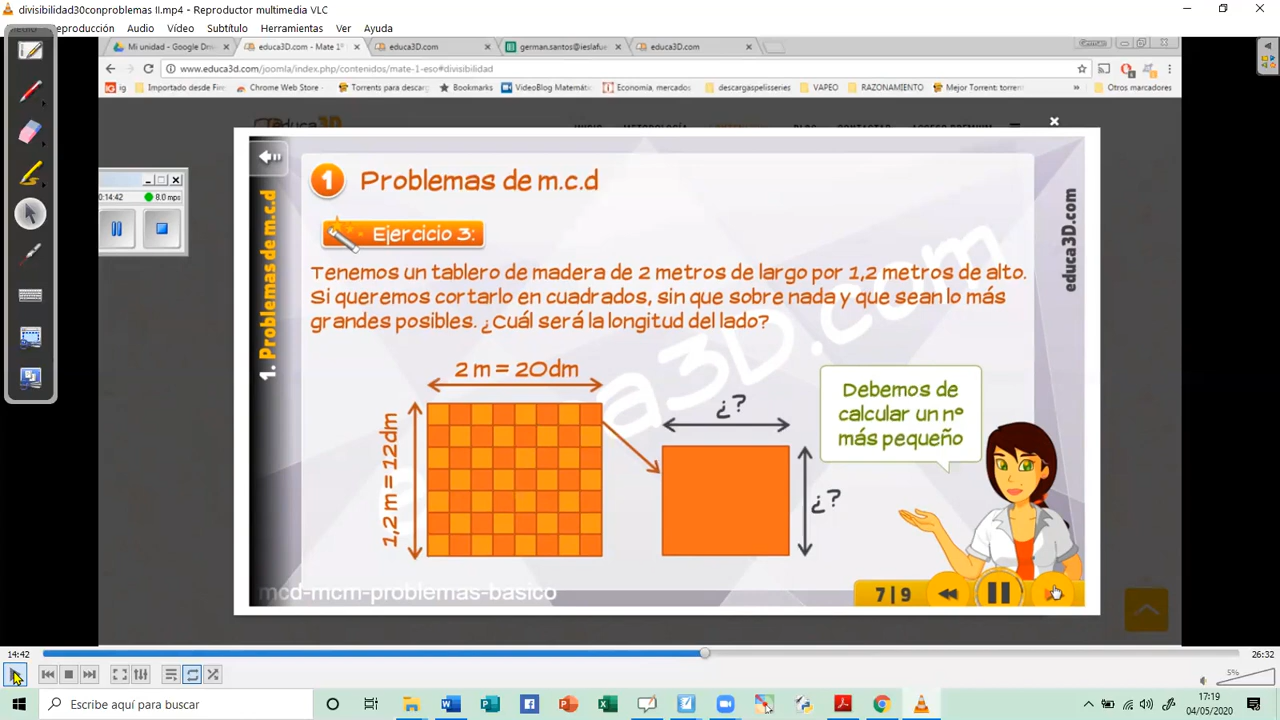 divisibilidad30conproblemas II.mp4 - Reproductor multimedia VLC
Medio Reproducción Audio Vídeo Subtítulo Herramientas Ver Ayuda
Mi unidad - Google Dri educa3D.com - Mate 1º educa3D.com german.santos@ieslafue educa3D.com German
www.educa3d.com/joomla/index.php/contenidos/mate-1-eso#divisibilidad
ig Importado desde Fire Chrome Web Store - Torrents para descarg Bookmarks VideoBlog Matemátic Economía, mercados descargaspelisseries VAPEO RAZONAMIENTO Mejor Torrent: torrent » Otros marcadores
0:14:42 8.0 mps
1. Problemas de m.c.d
1 Problemas de m.c.d
Ejercicio 3:
Tenemos un tablero de madera de 2 metros de largo por 1,2 metros de alto.
Si queremos cortarlo en cuadrados, sin que sobre nada y que sean lo más
grandes posibles. ¿Cuál será la longitud del lado?
2 m = 20dm
1,2 m = 12dm
¿?
¿?
Debemos de
calcular un nº
más pequeño
educa3D.com
a3D.com
mcd-mcm-problemas-basico
7|9
14:42 26:32
5%
Escribe aquí para buscar
17:19
04/05/2020